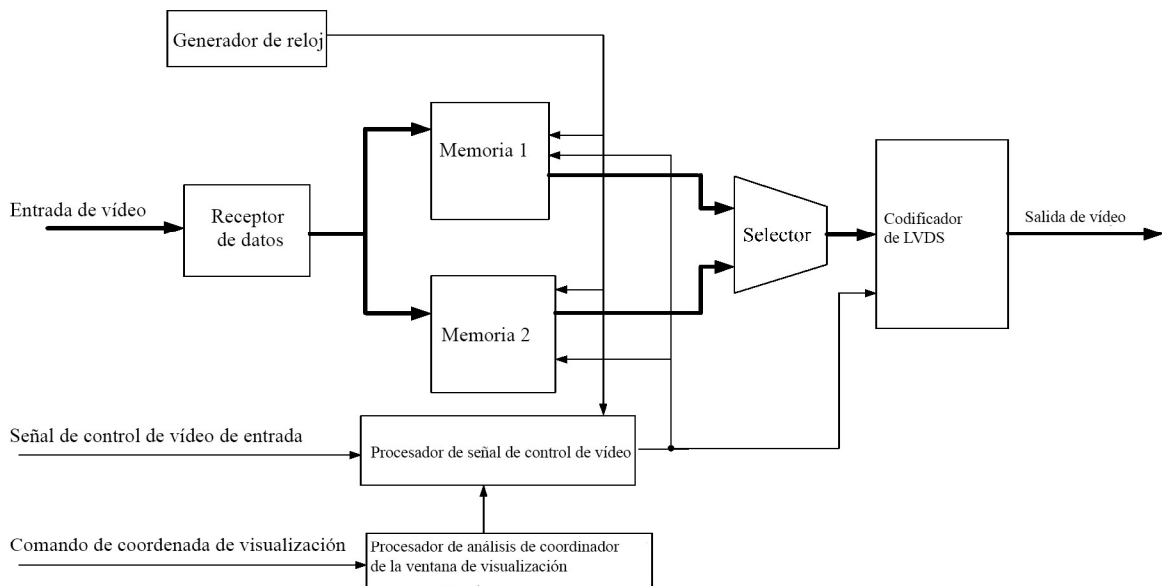 Generador de reloj
Memoria 1
Entrada de vídeo
Receptor
de datos
Selector
Codificador
de LVDS
Salida de vídeo
Memoria 2
Señal de control de vídeo de entrada
Procesador de señal de control de vídeo
Comando de coordenada de visualización
Procesador de análisis de coordinador
de la ventana de visualización